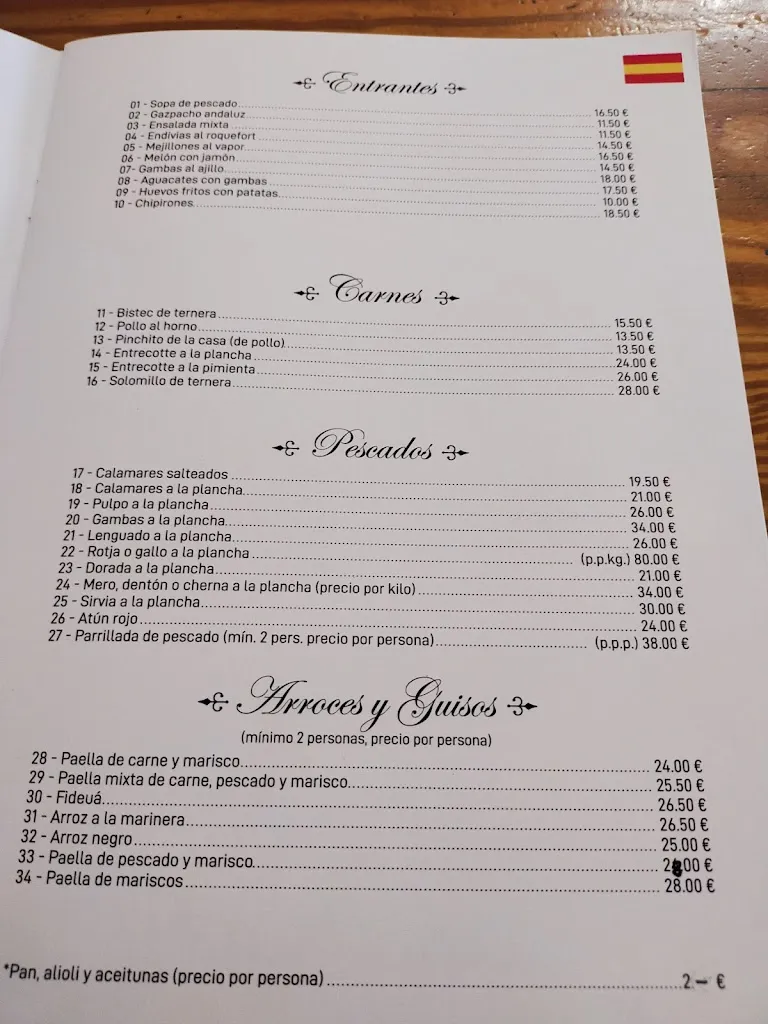 Entrantes
01 - Sopa de pescado 16.50 €
02 - Gazpacho andaluz 11.50 €
03 - Ensalada mixta 11.50 €
04 - Endivias al roquefort 14.50 €
05 - Mejillones al vapor 16.50 €
06 - Melón con jamón 14.50 €
07- Gambas al ajillo 18.00 €
08 - Aguacates con gambas 17.50 €
09 - Huevos fritos con patatas 10.00 €
10 - Chipirones 18.50 €
Carnes
11 - Bistec de ternera 15.50 €
12 - Pollo al horno 13.50 €
13 - Pinchito de la casa (de pollo) 13.50 €
14 - Entrecotte a la plancha 24.00 €
15 - Entrecotte a la pimienta 26.00 €
16 - Solomillo de ternera 28.00 €
Pescados
17 - Calamares salteados 19.50 €
18 - Calamares a la plancha 21.00 €
19 - Pulpo a la plancha 26.00 €
20 - Gambas a la plancha 34.00 €
21 - Lenguado a la plancha 26.00 €
22 - Rotja o gallo a la plancha (p.p.kg.) 80.00 €
23 - Dorada a la plancha 21.00 €
24 - Mero, dentón o cherna a la plancha (precio por kilo) 34.00 €
25 - Sirvia a la plancha 30.00 €
26 - Atún rojo 24.00 €
27 - Parrillada de pescado (mín. 2 pers. precio por persona) (p.p.p.) 38.00 €
Arroces y Guisos
(mínimo 2 personas, precio por persona)
28 - Paella de carne y marisco 24.00 €
29 - Paella mixta de carne, pescado y marisco 25.50 €
30 - Fideuá 26.50 €
31 - Arroz a la marinera 26.50 €
32 - Arroz negro 25.00 €
33 - Paella de pescado y marisco 28.00 €
34 - Paella de mariscos 28.00 €
*Pan, alioli y aceitunas (precio por persona) 2.– €